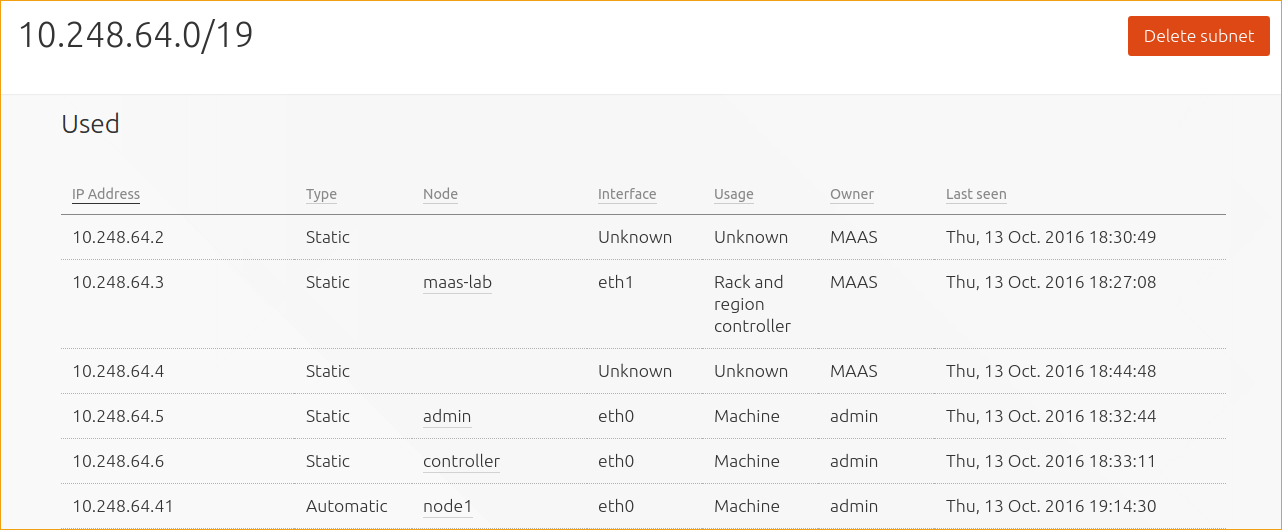 10.248.64.0/19
Delete subnet
Used
IP Address Type Node Interface Usage Owner Last seen
10.248.64.2 Static Unknown Unknown MAAS Thu, 13 Oct. 2016 18:30:49
10.248.64.3 Static maas-lab eth1 Rack and MAAS Thu, 13 Oct. 2016 18:27:08
region
controller
10.248.64.4 Static Unknown Unknown MAAS Thu, 13 Oct. 2016 18:44:48
10.248.64.5 Static admin eth0 Machine admin Thu, 13 Oct. 2016 18:32:44
10.248.64.6 Static controller eth0 Machine admin Thu, 13 Oct. 2016 18:33:11
10.248.64.41 Automatic node1 eth0 Machine admin Thu, 13 Oct. 2016 19:14:30